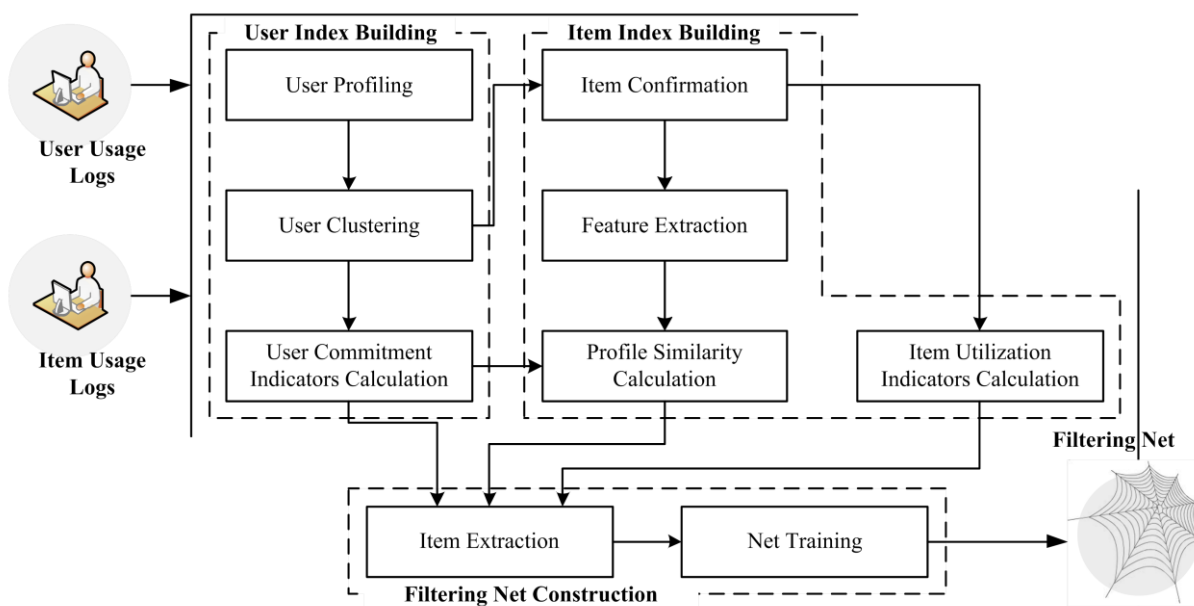 User Index Building
Item Index Building
User Profiling
Item Confirmation
User Usage
Logs
User Clustering
Feature Extraction
Item Usage
Logs
User Commitment
Indicators Calculation
Profile Similarity
Calculation
Item Utilization
Indicators Calculation
Filtering Net
Item Extraction
Net Training
Filtering Net Construction